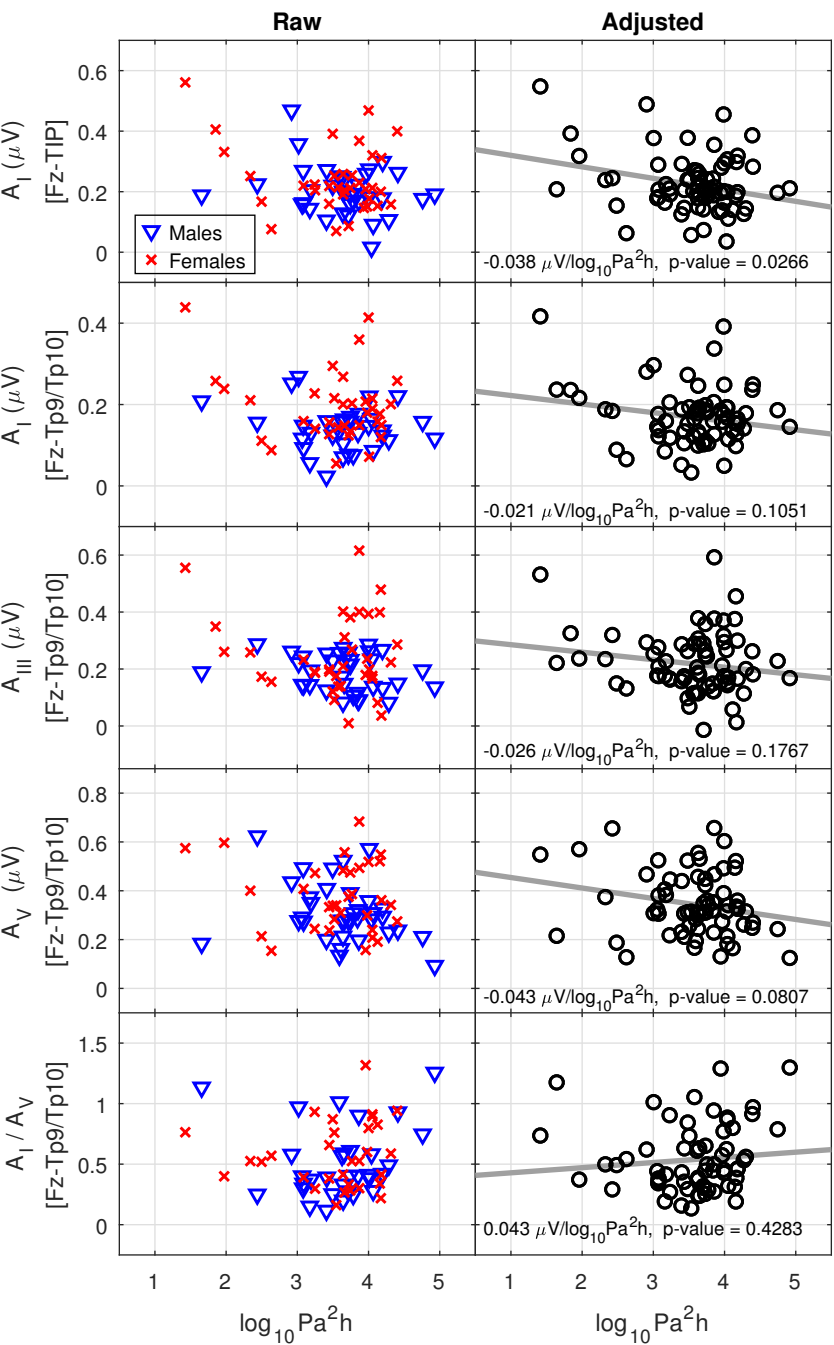 Raw
Adjusted
A_I (μV)
[Fz-TIP]
0.6
0.4
0.2
0
Males
Females
-0.038 μV/log₁₀Pa²h, p-value = 0.0266
A_I (μV)
[Fz-Tp9/Tp10]
0.4
0.2
0
-0.021 μV/log₁₀Pa²h, p-value = 0.1051
A_III (μV)
[Fz-Tp9/Tp10]
0.6
0.4
0.2
0
-0.026 μV/log₁₀Pa²h, p-value = 0.1767
A_V (μV)
[Fz-Tp9/Tp10]
0.8
0.6
0.4
0.2
0
-0.043 μV/log₁₀Pa²h, p-value = 0.0807
A_I / A_V
[Fz-Tp9/Tp10]
1.5
1
0.5
0
0.043 μV/log₁₀Pa²h, p-value = 0.4283
1 2 3 4 5
1 2 3 4 5
log₁₀Pa²h
log₁₀Pa²h